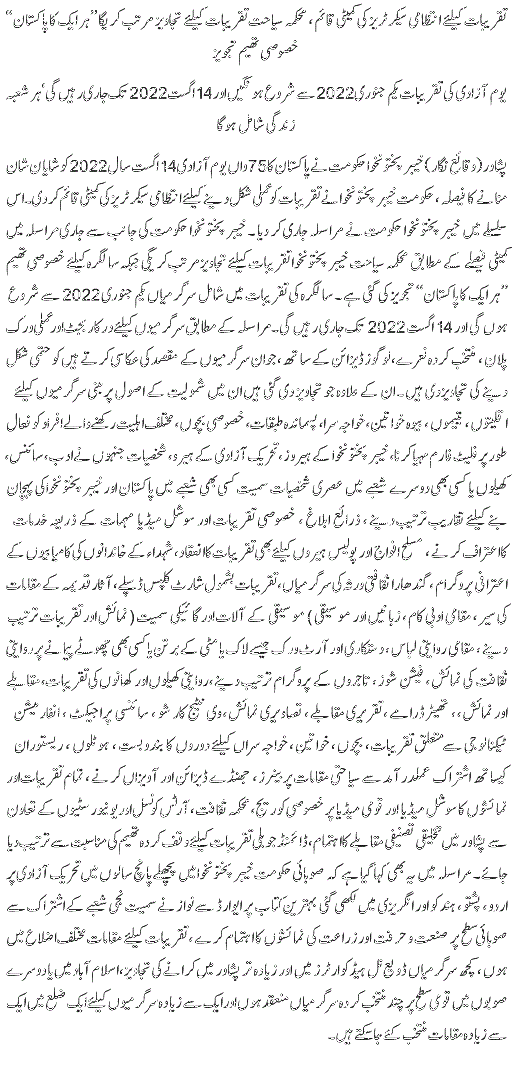 تقریبات کیلئے انتظامی سیکرٹریز کی کمیٹی قائم، محکمہ سیاحت تقریبات کیلئے تجاویز مرتب کریگا ’’ہر ایک کا پاکستان‘‘
خصوصی تھیم تجویز
یوم آزادی کی تقریبات یکم جنوری 2022 سے شروع ہونگیں اور 14 اگست 2022 تک جاری رہیں گی‘ ہر شعبہ
زندگی شامل ہوگا
پشاور (وقائع نگار) خیبر پختونخوا حکومت نے پاکستان کا 75 واں یوم آزادی 14 اگست سال 2022 کو شایان شان
منانے کا فیصلہ، حکومت خیبر پختونخوا نے تقریبات کو عملی شکل دینے کیلئے انتظامی سیکرٹریز کی کمیٹی قائم کردی۔ اس
سلسلے میں خیبر پختونخوا حکومت نے مراسلہ جاری کر دیا۔ خیبر پختونخوا حکومت کی جانب سے جاری مراسلہ میں
کمیٹی فیصلے کے مطابق محکمہ سیاحت خیبر پختونخوا تقریبات کیلئے تجاویز مرتب کریگی جبکہ سالگرہ کیلئے خصوصی تھیم
’’ہر ایک کا پاکستان‘‘ تجویز کی گئی ہے۔ سالگرہ کی تقریبات میں شامل سرگرمیاں یکم جنوری 2022 سے شروع
ہوں گی اور 14 اگست 2022 تک جاری رہیں گی۔ مراسلہ کے مطابق سرگرمیوں کیلئے درکار بجٹ اور عملی ورک
پلان، منتخب کردہ نعرے، لوگوز ڈیزائن کے ساتھ، جو ان سرگرمیوں کے مقصد کی عکاسی کرتے ہیں کو حتمی شکل
دینے کی تجاویز دی ہیں۔ ان کے علاوہ جو تجاویز دی گئی ہیں ان میں شمولیت کے اصول پر مبنی سرگرمیوں کیلئے
اقلیتوں، یتیموں، بیوہ خواتین، خواجہ سرا، پسماندہ طبقات، خصوصی بچوں، مختلف اہلیت رکھنے والے افراد کو فعال
طور پر پلیٹ فارم مہیا کرنا، خیبر پختونخوا کے ہیروز، تحریک آزادی کے ہیرو، شخصیات جنہوں نے ادب، سائنس،
کھیلوں یا کسی بھی دوسرے شعبے میں عصری شخصیات سمیت کسی بھی شعبے میں پاکستان اور خیبر پختونخوا کی پہچان
بنے کیلئے تقاریب ترتیب دینے، ذرائع ابلاغ، خصوصی تقریبات اور سوشل میڈیا مہمات کے ذریعہ خدمات
کا اعتراف کرنے، مسلح افواج اور پولیس ہیروں کیلئے بھی تقریبات کا انعقاد، شہداء کے خاندانوں کی کامیابیوں کے
اعترافی پروگرام، گندھارا ثقافتی ورثہ کی سرگرمیاں، تقریبات بشمول شارٹ کلپس ڈسپلے، آثار قدیمہ کے مقامات
کی سیر، مقامی ادبی کام، زبانیں اور موسیقی) موسیقی کے آلات اور گائیکی سمیت (نمائش اور تقریبات ترتیب
دینے، مقامی روایتی لباس، دستکاری اور آرٹ ورک جیسے لاک یا مٹی کے برتن یا کسی بھی چھوٹے پیمانے پر روایتی
ثقافت کی نمائش، فیشن شوز، تاجروں کے پروگرام ترتیب دینے، روایتی کھیلوں اور کھانوں کی تقریبات، مقابلے
اور نمائش،، تھیٹر ڈرامے، تقریری مقابلے، تصاویری نمائش، وی نٹیج کار شو، سائنسی پراجیکٹ، انفارمیشن
ٹیکنالوجی سے متعلق تقریبات، بچوں، خواتین، خواجہ سراں کیلئے دوروں کا بندوبست، ہوٹلوں، ریستوران
کیساتھ اشتراک عملدرآمد سے سیاحتی مقامات پر بینرز، جھنڈے ڈیزائن اور آویزاں کرنے، تمام تقریبات اور
نمائشوں کا سوشل میڈیا اور قومی میڈیا پر خصوصی کوریج، محکمہ ثقافت، آرٹس کونسل اور یونیورسٹیوں کے تعاون
سے پشاور میں تخلیقی تصنیفی مقابلے کا اہتمام، ڈائمنڈ جوبلی تقریبات کیلئے وقف کردہ تھیم کی مناسبت سے ترتیب دیا
جائے۔ مراسلہ میں یہ بھی کہا گیا ہے کہ صوبائی حکومت خیبر پختونخوا میں پچھلے پانچ سالوں میں تحریک آزادی پر
اردو، پشتو، ہندکو اور انگریزی میں لکھی گئی بہترین کتاب پر ایوارڈ سے نوازنے سمیت نجی شعبے کے اشتراک سے
صوبائی سطح پر صنعت و حرفت اور زراعت کی نمائشوں کا اہتمام کرے، تقریبات کیلئے مقامات مختلف اضلاع میں
ہوں، کچھ سرگرمیاں ڈویژنل ہیڈ کوارٹرز میں اور زیادہ تر پشاور میں کرانے کی تجاویز، اسلام آباد میں یا دوسرے
صوبوں میں قومی سطح پر چند منتخب کردہ سرگرمیاں منعقد ہوں اور ایک سے زیادہ سرگرمیوں کیلئے ایک ضلع میں ایک
سے زیادہ مقامات منتخب کئے جاسکتے ہیں۔